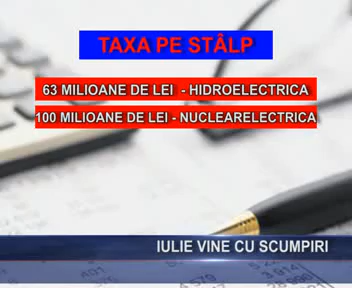 TAXA PE STÂLP
63 MILIOANE DE LEI - HIDROELECTRICA
100 MILIOANE DE LEI - NUCLEARELECTRICA
IULIE VINE CU SCUMPIRI